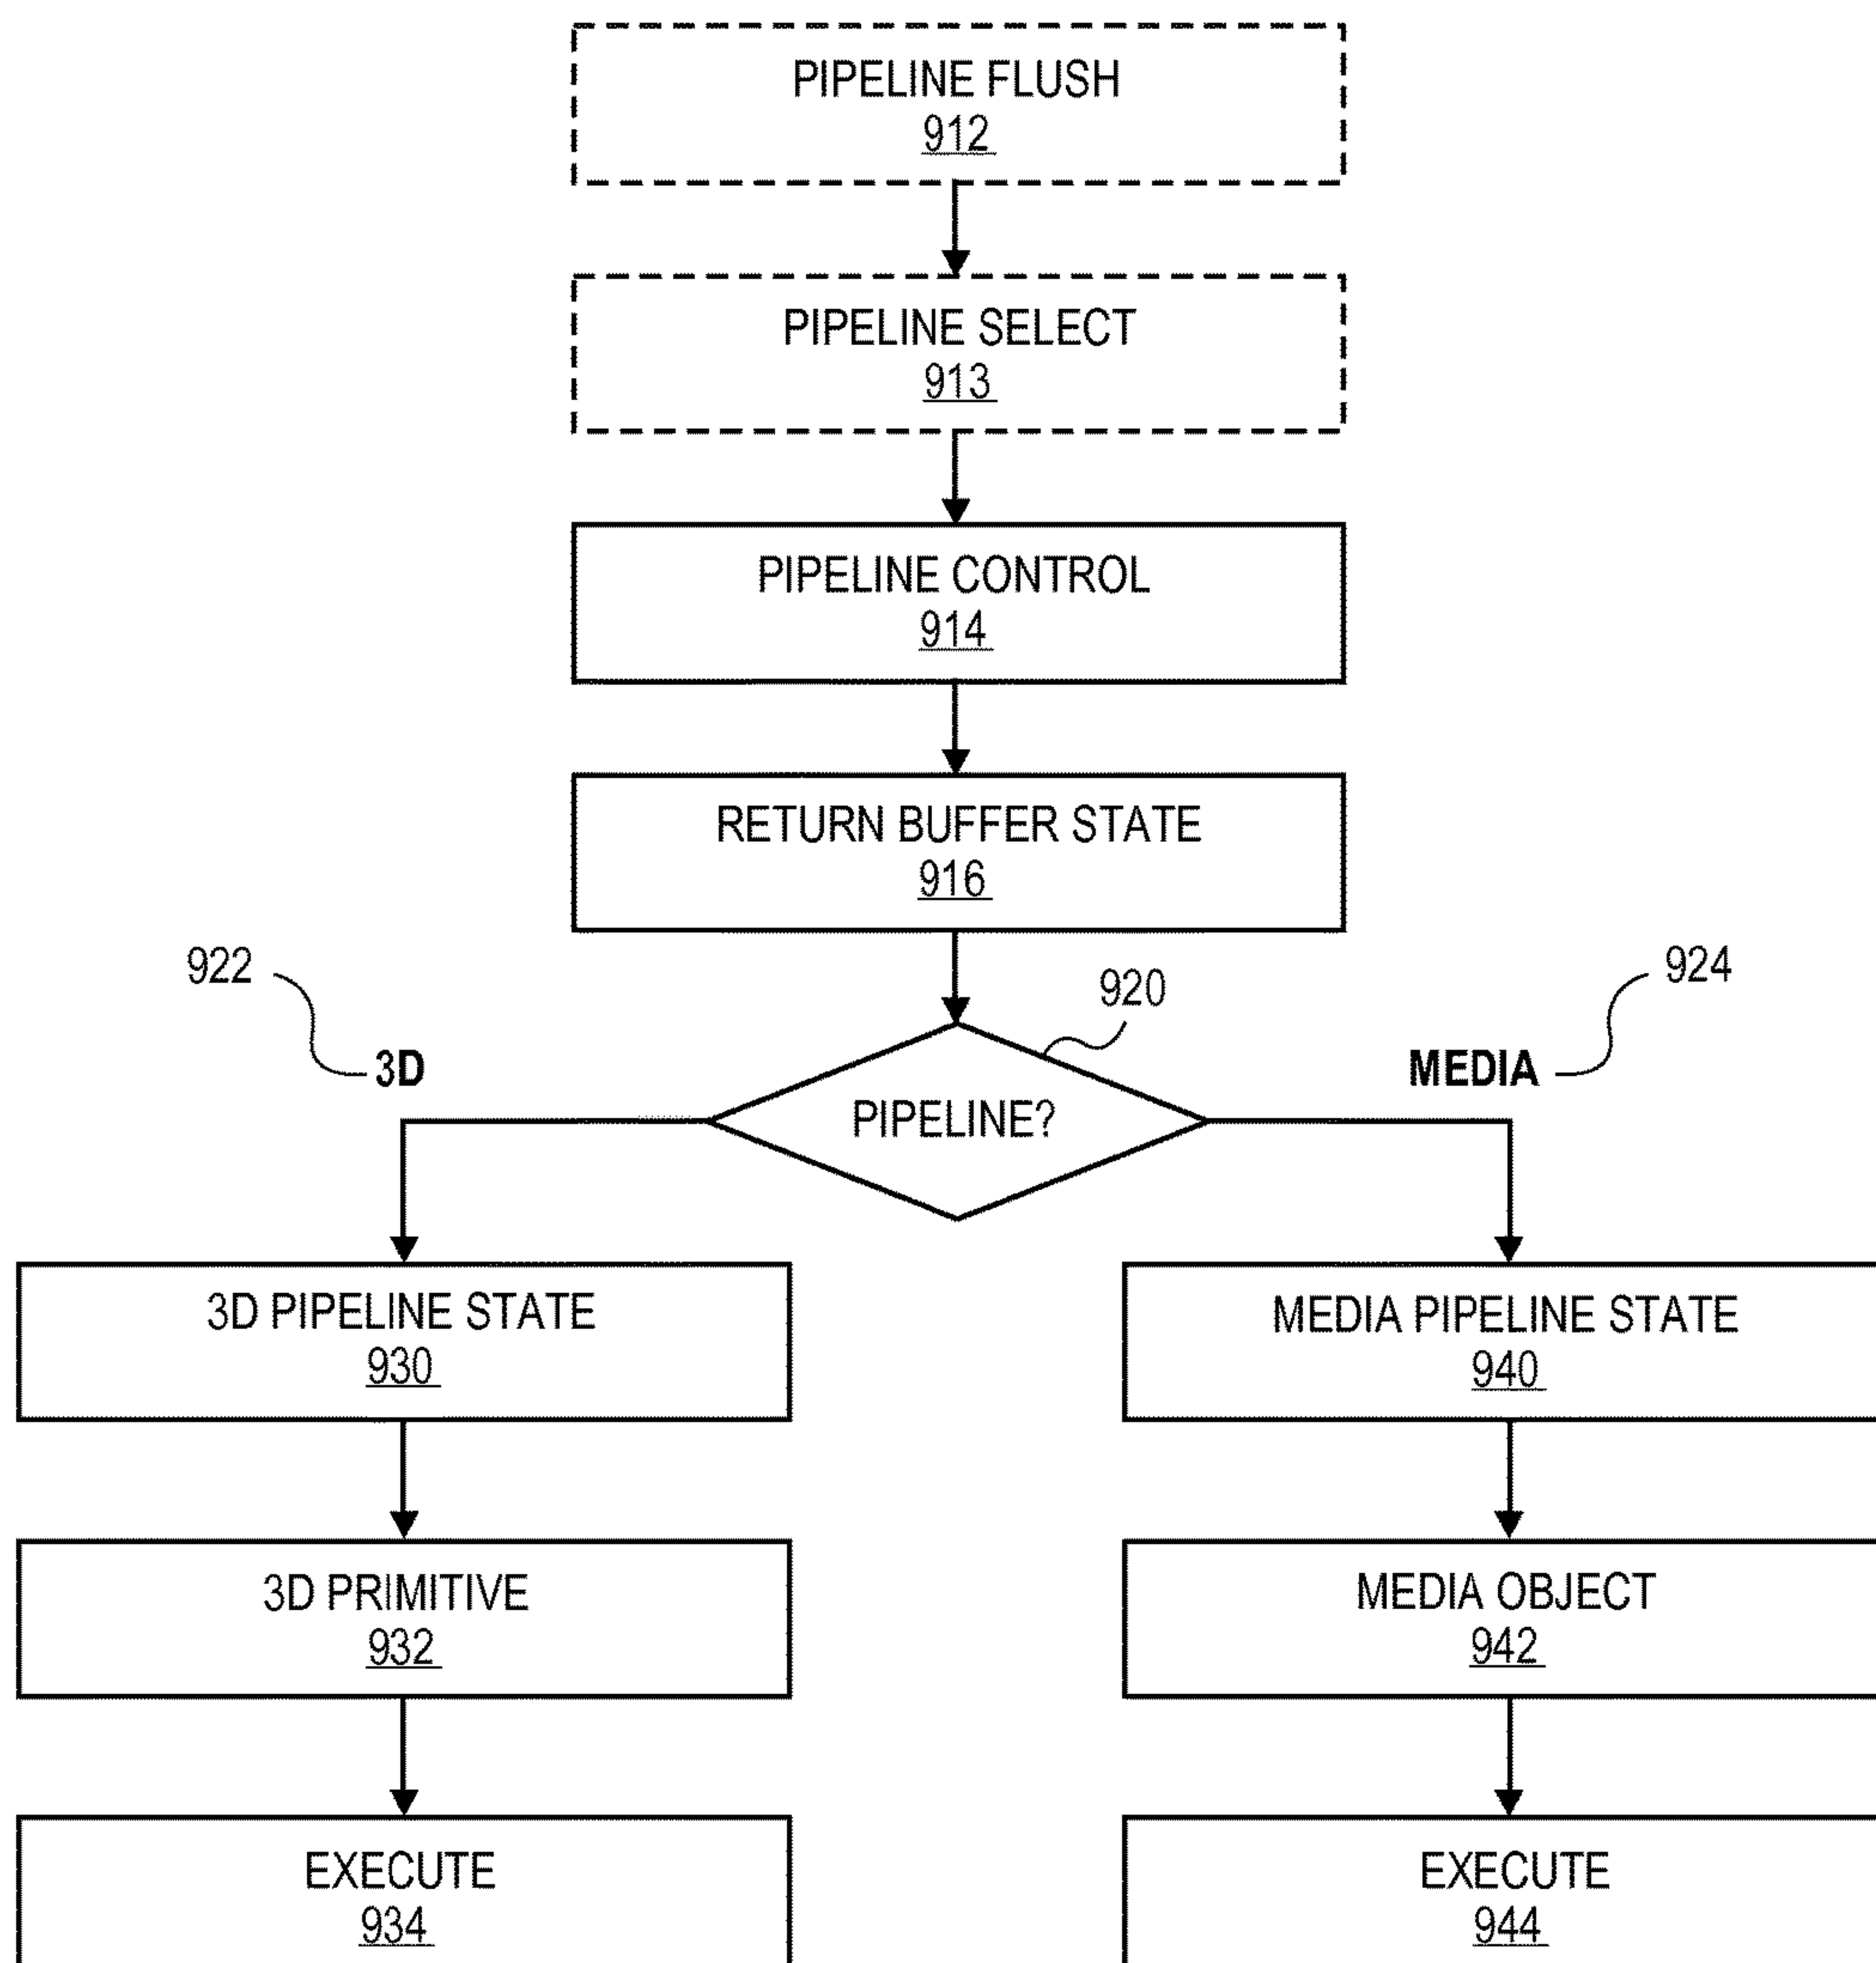 PIPELINE FLUSH
912
PIPELINE SELECT
913
PIPELINE CONTROL
914
RETURN BUFFER STATE
916
922
920
924
3D
MEDIA
PIPELINE?
3D PIPELINE STATE
930
MEDIA PIPELINE STATE
940
3D PRIMITIVE
932
MEDIA OBJECT
942
EXECUTE
934
EXECUTE
944